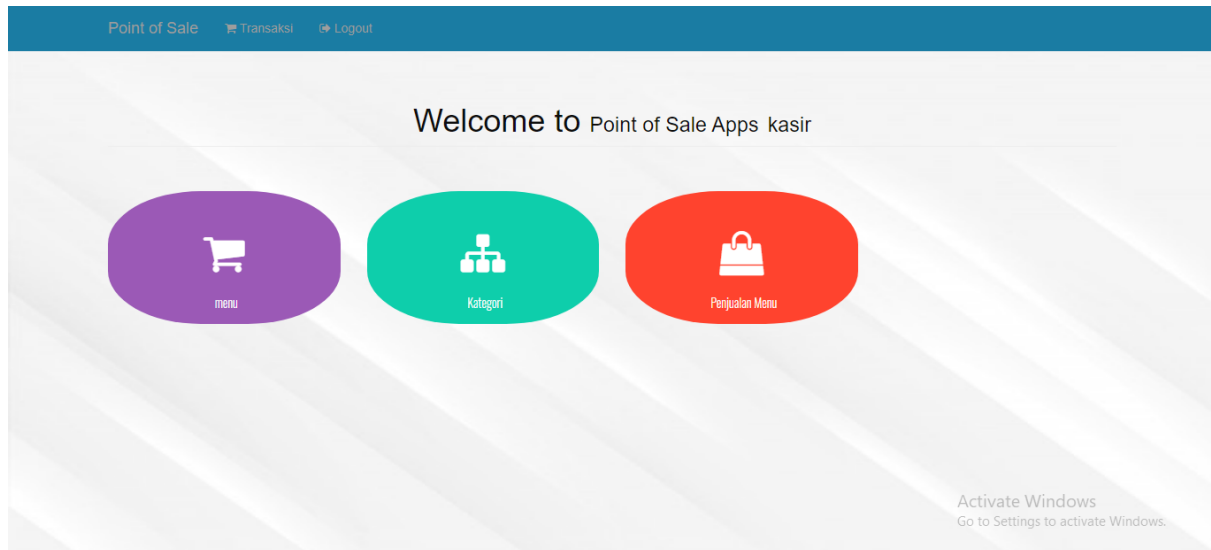 Point of Sale Transaksi Logout
Welcome to Point of Sale Apps kasir
menu Kategori Penjualan Menu
Activate Windows
Go to Settings to activate Windows.